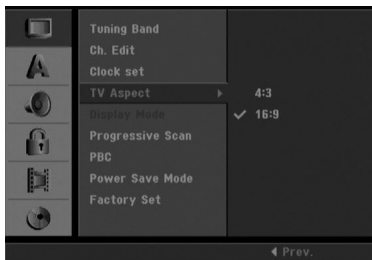 Tuning Band
Ch. Edit
Clock set
TV Aspect 4:3
Display Mode ✓ 16:9
Progressive Scan
PBC
Power Save Mode
Factory Set
Prev.